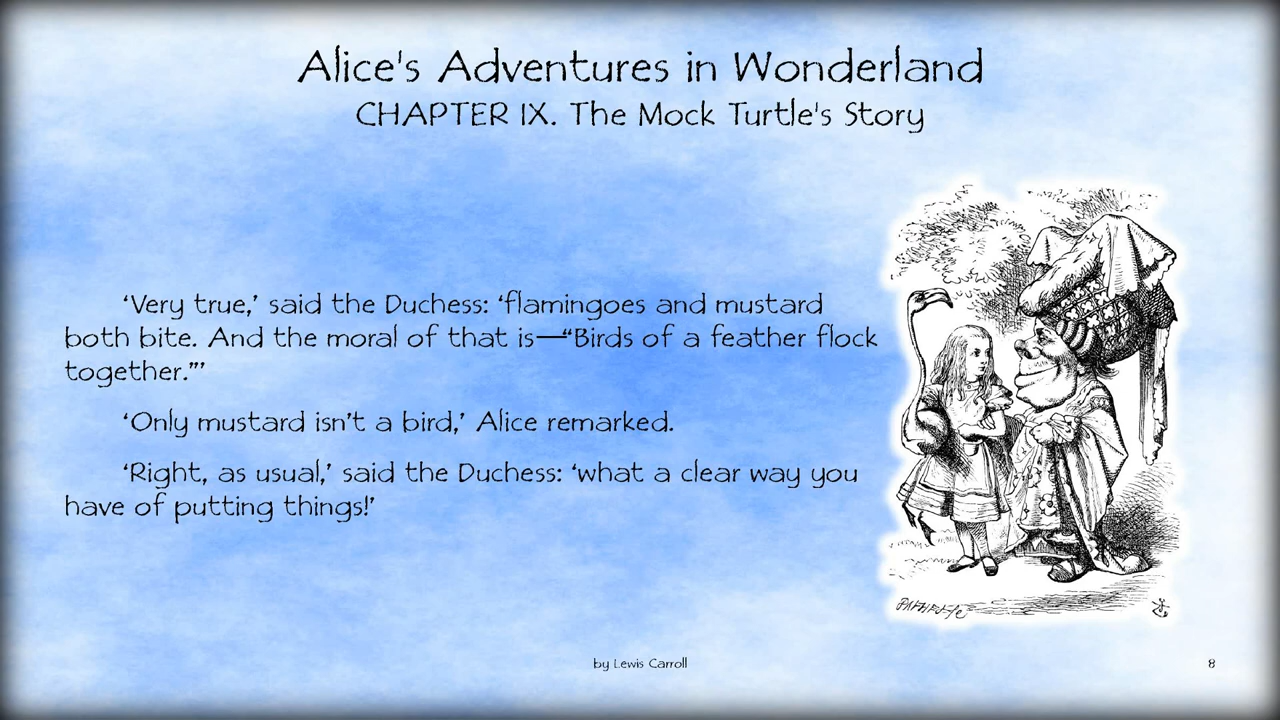 Alice's Adventures in Wonderland
CHAPTER IX. The Mock Turtle's Story
‘Very true,’ said the Duchess: ‘flamingoes and mustard
both bite. And the moral of that is—“Birds of a feather flock
together.”’
‘Only mustard isn’t a bird,’ Alice remarked.
‘Right, as usual,’ said the Duchess: ‘what a clear way you
have of putting things!’
by Lewis Carroll
8